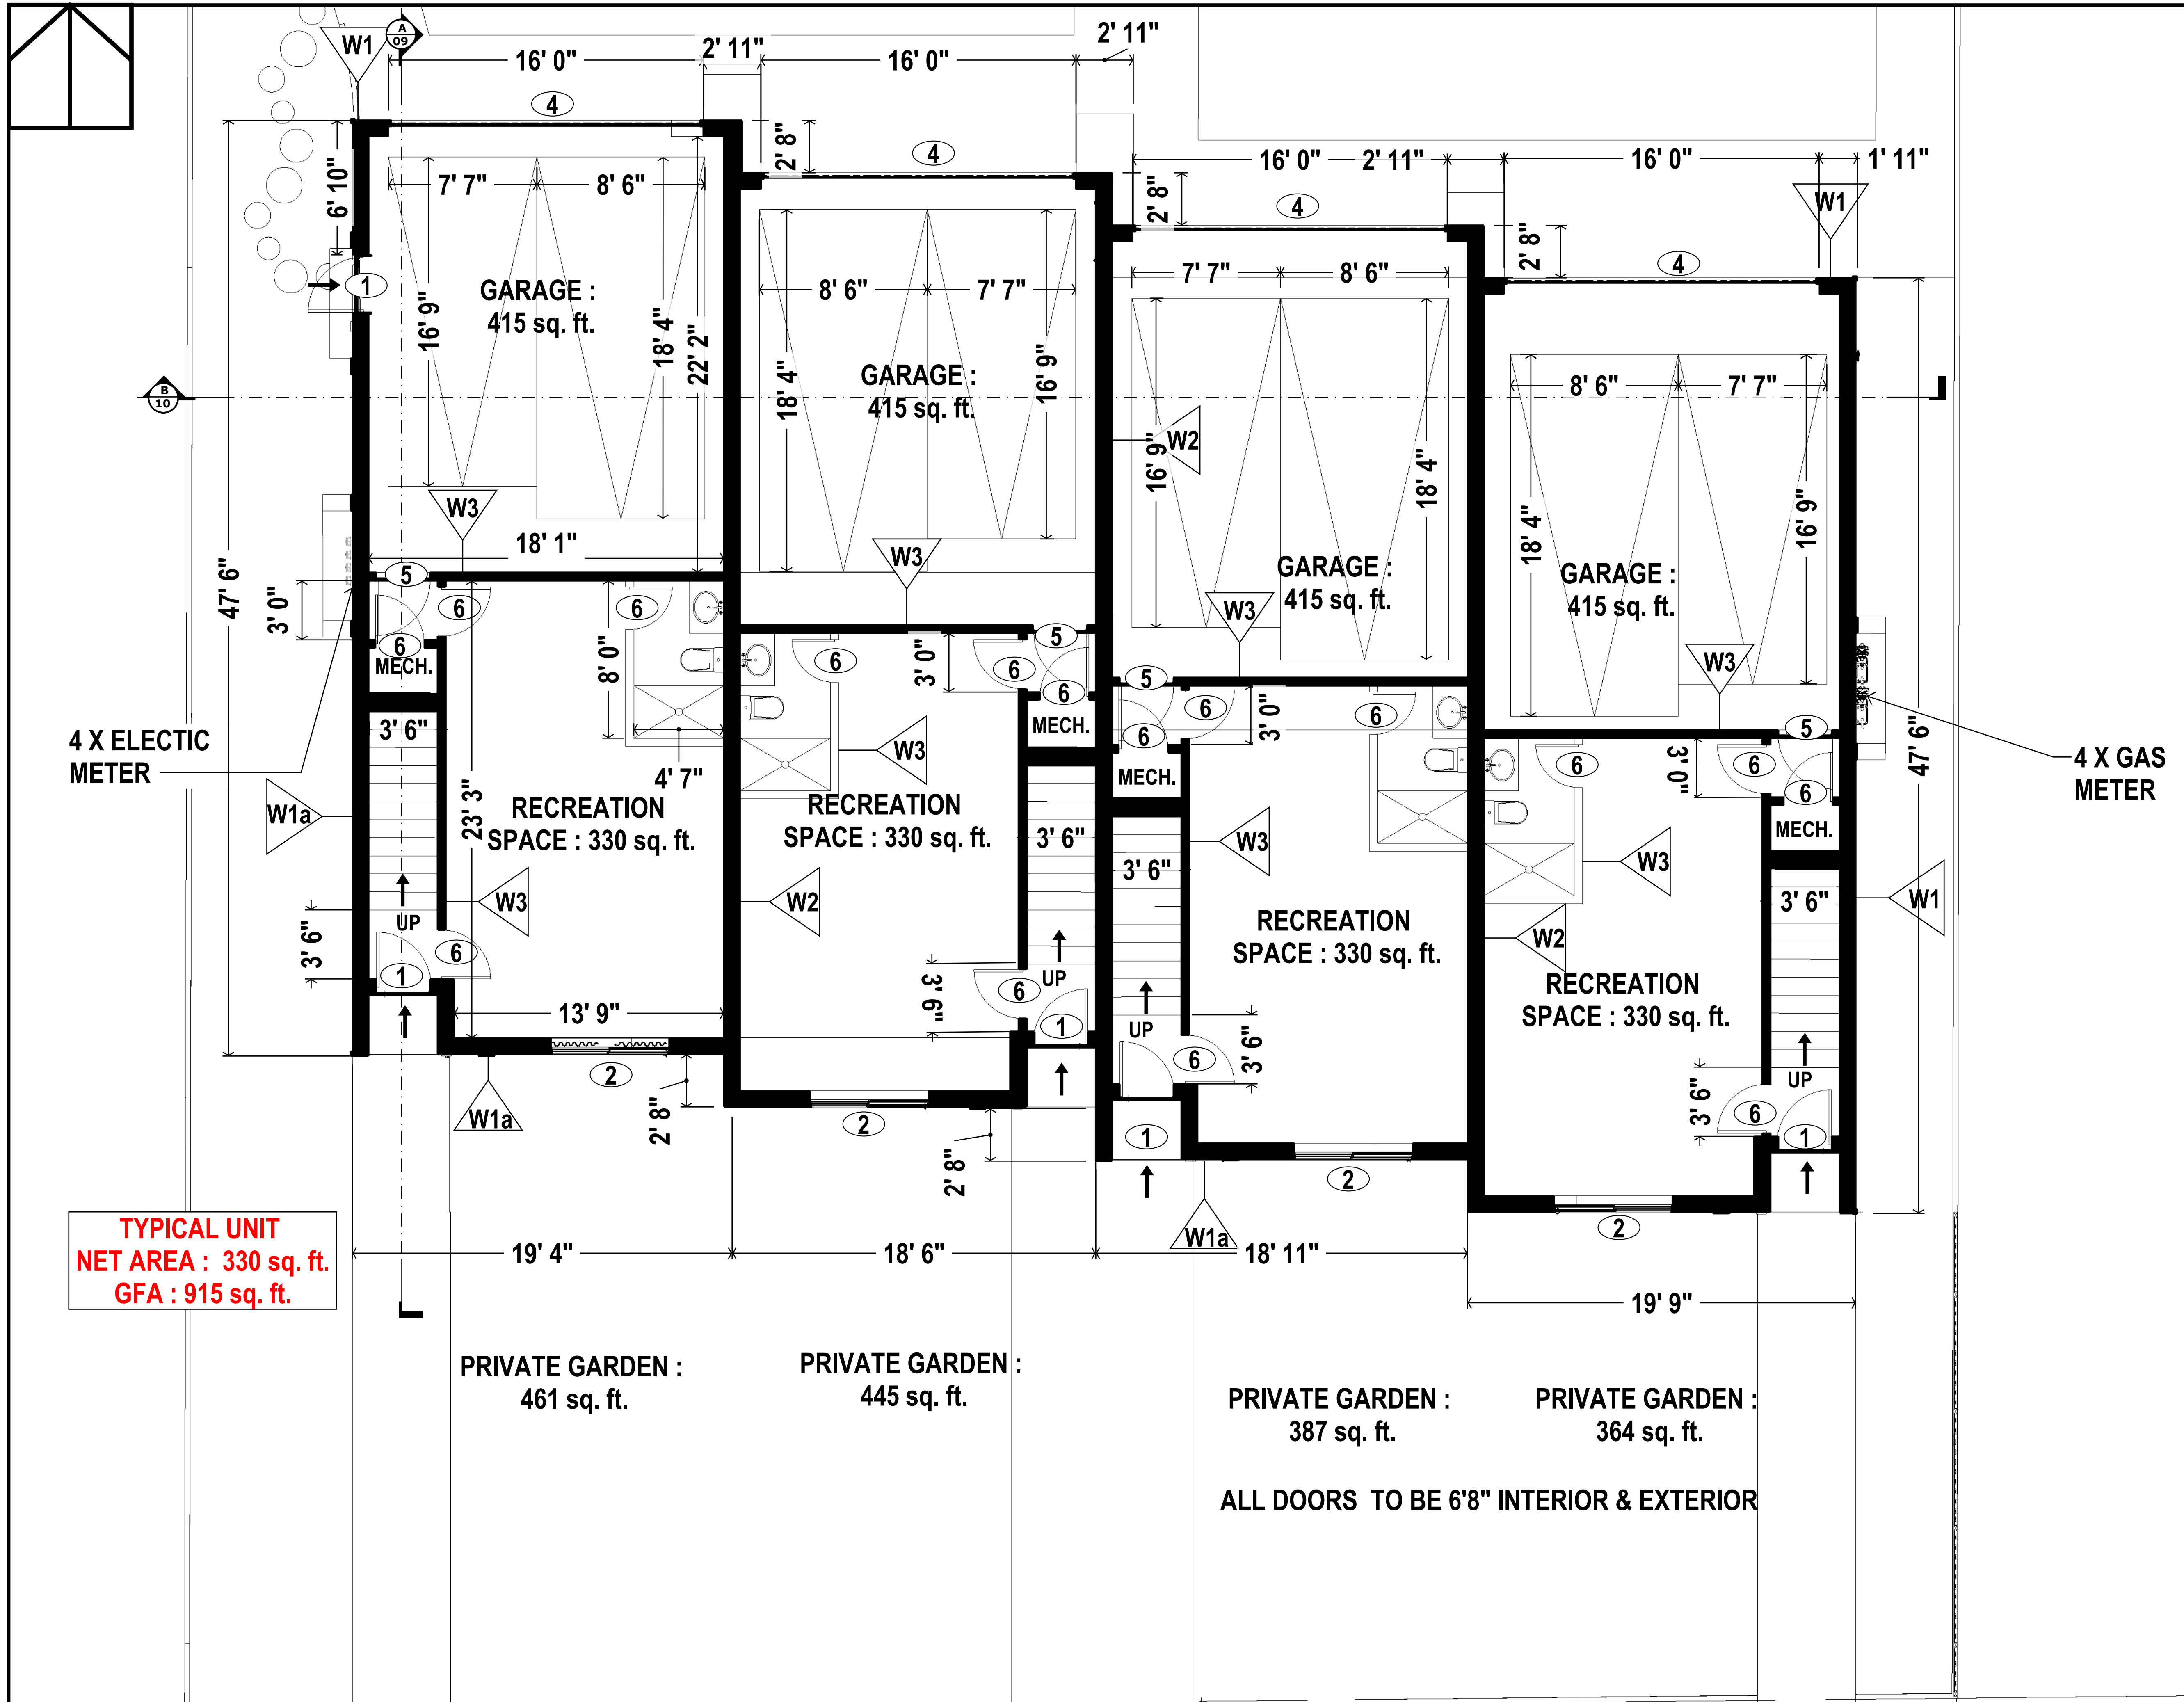 W1
A
09
16' 0"
2' 11"
16' 0"
2' 11"
4
2' 8"
4
16' 0"
2' 11"
16' 0"
1' 11"
6' 10"
7' 7"
8' 6"
2' 8"
4
W1
2' 8"
4
1
GARAGE :
415 sq. ft.
16' 9"
18' 4"
22' 2"
8' 6"
7' 7"
7' 7"
8' 6"
B
10
GARAGE :
415 sq. ft.
18' 4"
16' 9"
W2
16' 9"
18' 4"
8' 6"
7' 7"
18' 4"
16' 9"
W3
18' 1"
W3
GARAGE :
415 sq. ft.
GARAGE :
415 sq. ft.
47' 6"
3' 0"
5
6
6
6
MECH.
8' 0"
W3
W3
6
3' 0"
6
5
6
MECH.
5
6
6
MECH.
3' 0"
6
4 X ELECTIC
METER
3' 6"
4' 7"
W3
6
3' 0"
6
5
6
MECH.
47' 6"
4 X GAS
METER
W1a
23' 3"
RECREATION
SPACE : 330 sq. ft.
RECREATION
SPACE : 330 sq. ft.
3' 6"
3' 6"
W3
W3
W3
W2
RECREATION
SPACE : 330 sq. ft.
W3
3' 6"
W1
W2
3' 6"
UP
6
1
13' 9"
3' 6"
6
UP
1
UP
6
3' 6"
RECREATION
SPACE : 330 sq. ft.
2
2' 8"
W1a
2
2' 8"
1
2
W1a
3' 6"
UP
6
1
2
TYPICAL UNIT
NET AREA : 330 sq. ft.
GFA : 915 sq. ft.
19' 4"
18' 6"
18' 11"
19' 9"
PRIVATE GARDEN :
461 sq. ft.
PRIVATE GARDEN :
445 sq. ft.
PRIVATE GARDEN :
387 sq. ft.
PRIVATE GARDEN :
364 sq. ft.
ALL DOORS TO BE 6'8" INTERIOR & EXTERIOR